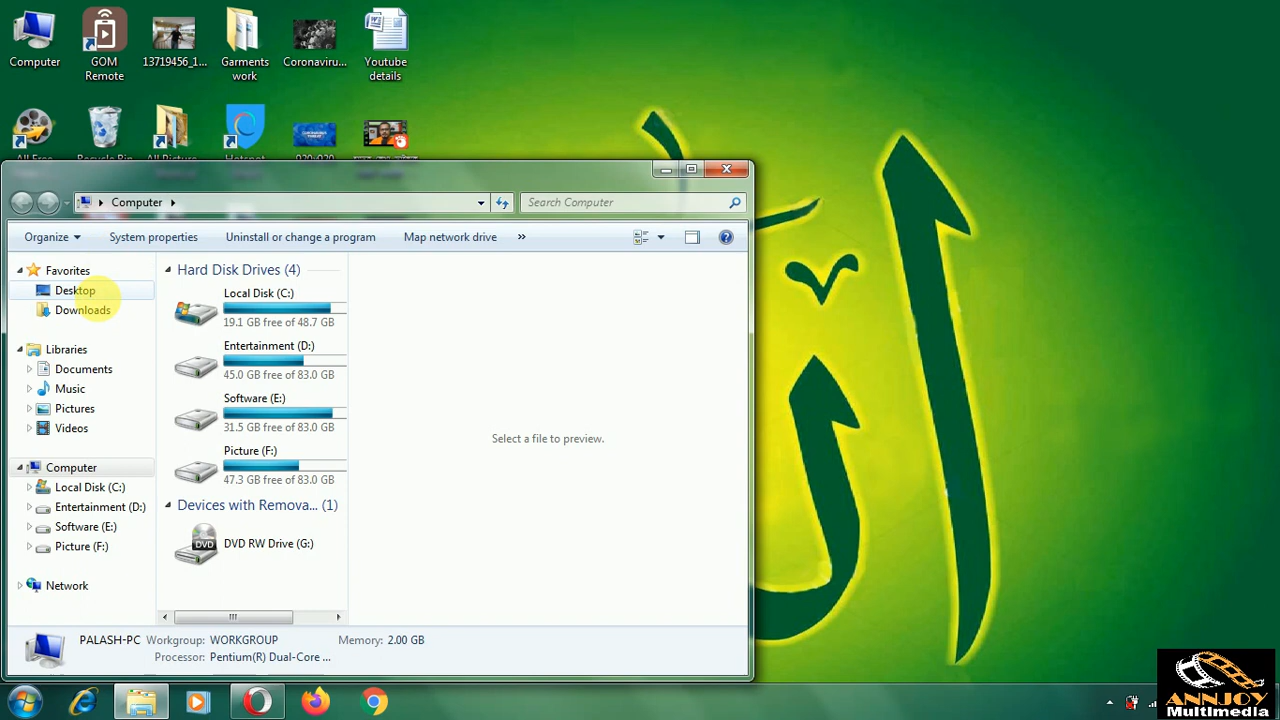 Computer
GOM
Remote
13719456_1...
Garments
work
Coronaviru...
Youtube
details
Computer
Search Computer
Organize
System properties
Uninstall or change a program
Map network drive
»
Favorites
Desktop
Downloads
Libraries
Documents
Music
Pictures
Videos
Computer
Local Disk (C:)
Entertainment (D:)
Software (E:)
Picture (F:)
Network
Hard Disk Drives (4)
Local Disk (C:)
19.1 GB free of 48.7 GB
Entertainment (D:)
45.0 GB free of 83.0 GB
Software (E:)
31.5 GB free of 83.0 GB
Picture (F:)
47.3 GB free of 83.0 GB
Devices with Remova... (1)
DVD
DVD RW Drive (G:)
Select a file to preview.
PALASH-PC Workgroup: WORKGROUP Memory: 2.00 GB
Processor: Pentium(R) Dual-Core ...
ANNJOY
Multimedia